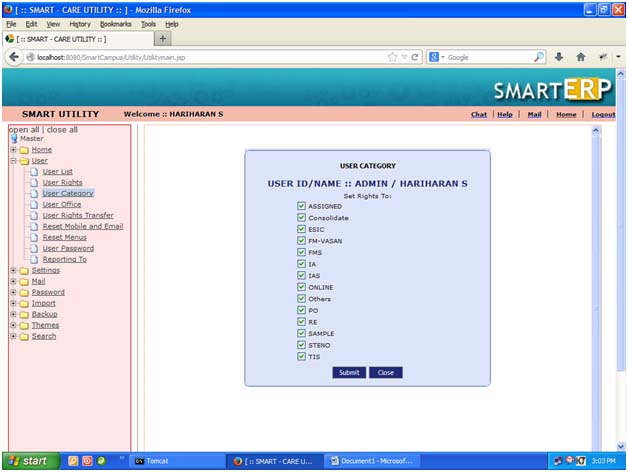 [ :: SMART - CARE UTILITY :: ] - Mozilla Firefox
File Edit View History Bookmarks Tools Help
[ :: SMART - CARE UTILITY :: ]
localhost:8080/SmartCampus/Utility/Utilitymain.jsp
Google
SMARTERP
SMART UTILITY Welcome :: HARIHARAN S Chat | Help | Mail | Home | Logout
open all | close all
Master
Home
User
User List
User Rights
User Category
User Office
User Rights Transfer
Reset Mobile and Email
Reset Menus
User Password
Reporting To
Settings
Mail
Password
Import
Backup
Themes
Search
USER CATEGORY
USER ID/NAME :: ADMIN / HARIHARAN S
Set Rights To:
ASSIGNED
Consolidate
ESIC
FM-VASAN
FMS
IA
IAS
ONLINE
Others
PO
RE
SAMPLE
STENO
TIS
Submit Close
start Tomcat [ :: SMART - CARE U... Document1 - Microsof... 3:03 PM